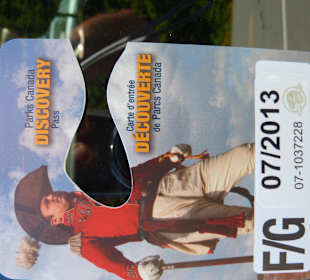 Parks Canada
DISCOVERY
Pass
Carte d'entrée
DÉCOUVERTE
de Parcs Canada
F/G
07/2013
07-1037228